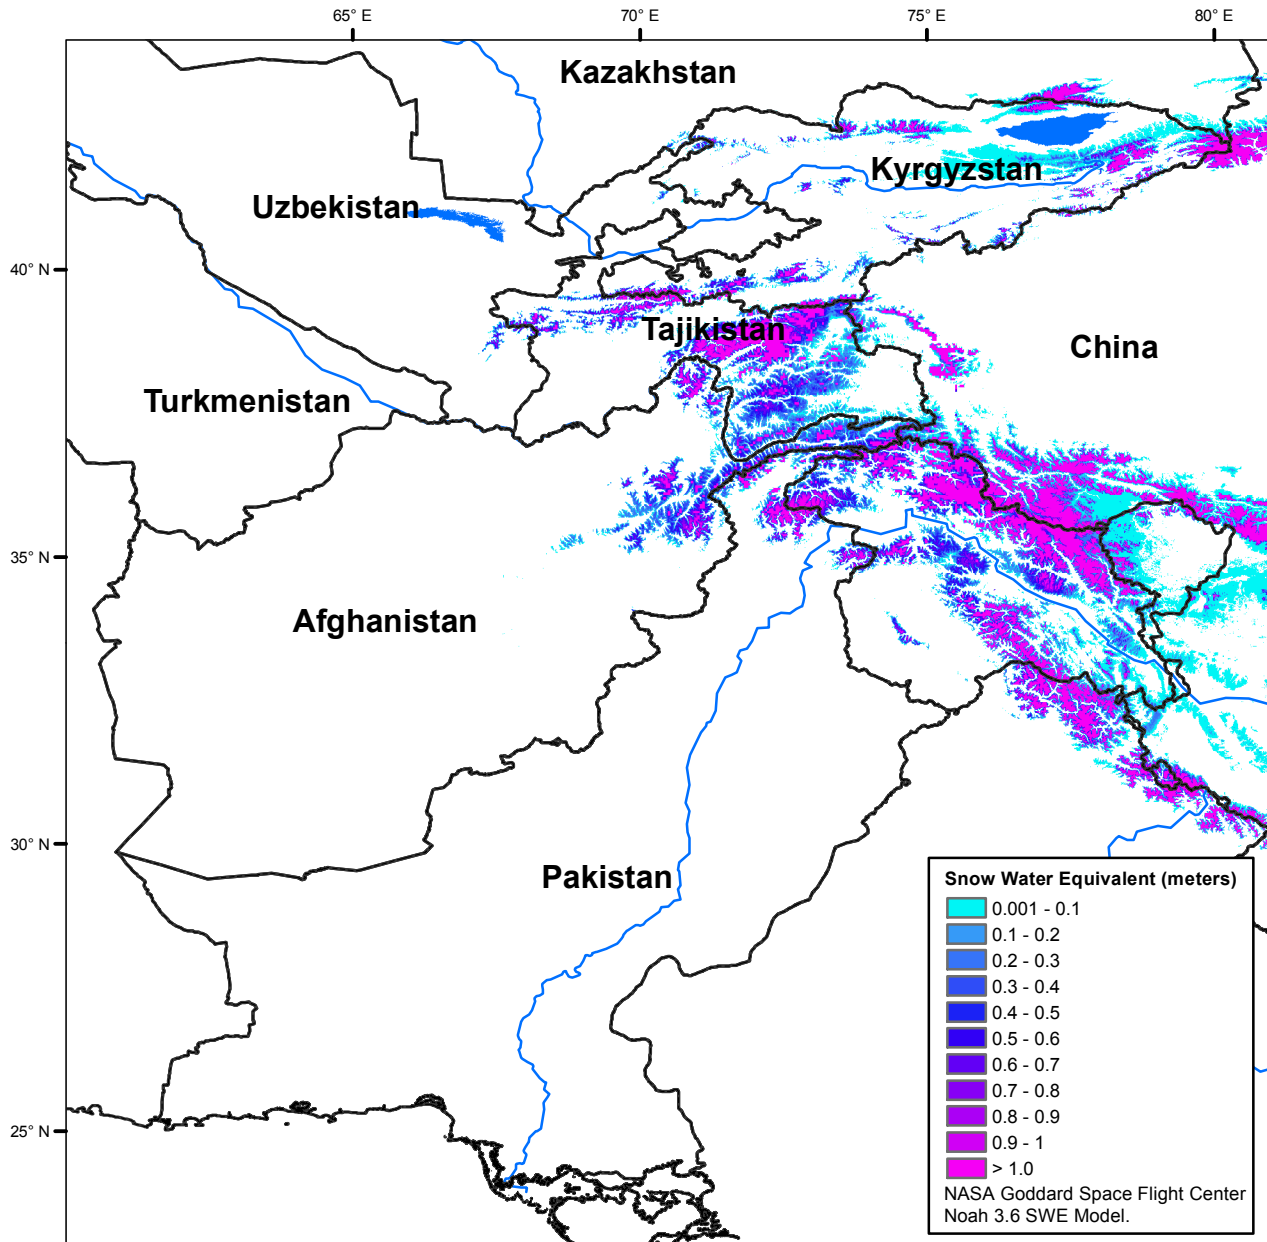 65° E
70° E
75° E
80° E
Kazakhstan
Kyrgyzstan
Uzbekistan
40° N
Tajikistan
China
Turkmenistan
35° N
Afghanistan
30° N
Pakistan
25° N
Snow Water Equivalent (meters)
0.001 - 0.1
0.1 - 0.2
0.2 - 0.3
0.3 - 0.4
0.4 - 0.5
0.5 - 0.6
0.6 - 0.7
0.7 - 0.8
0.8 - 0.9
0.9 - 1
> 1.0
NASA Goddard Space Flight Center
Noah 3.6 SWE Model.